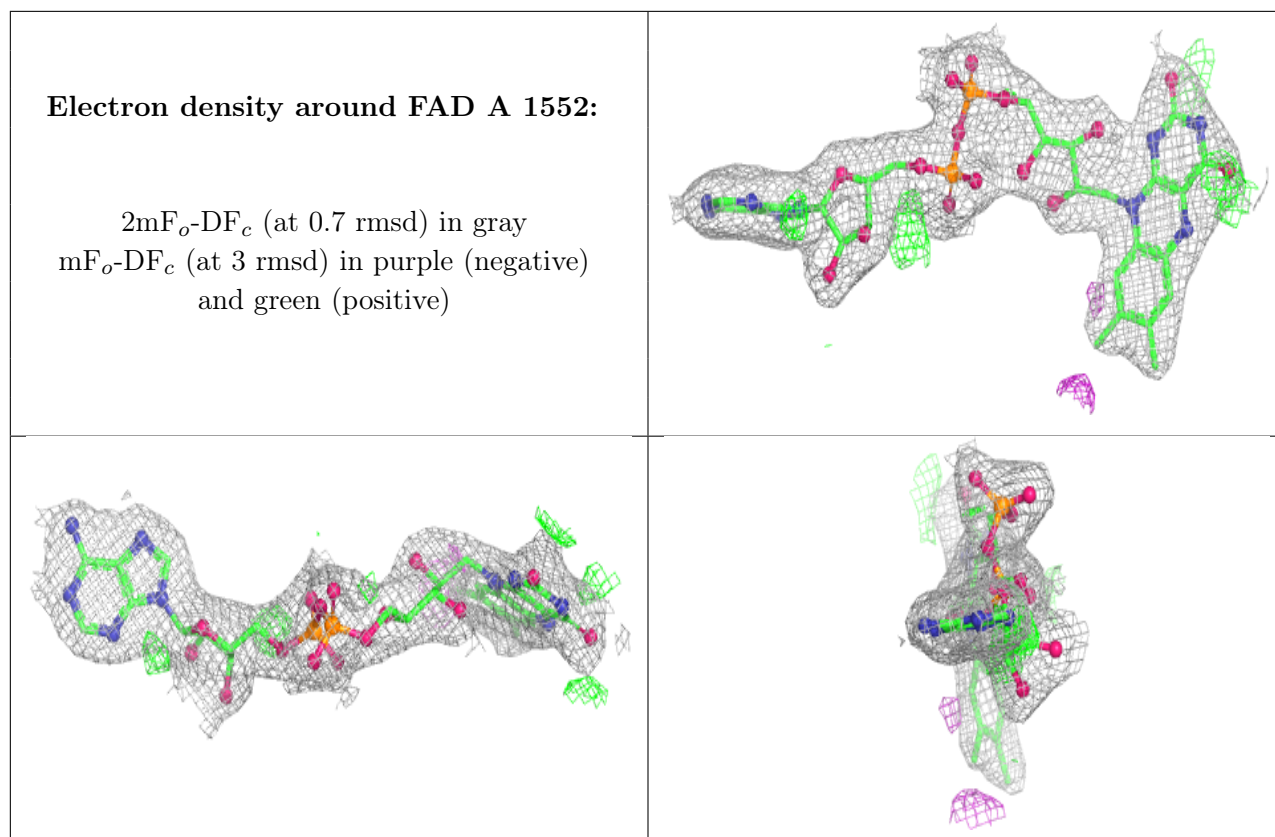 Electron density around FAD A 1552:
2mFo-DFc (at 0.7 rmsd) in gray
mFo-DFc (at 3 rmsd) in purple (negative)
and green (positive)